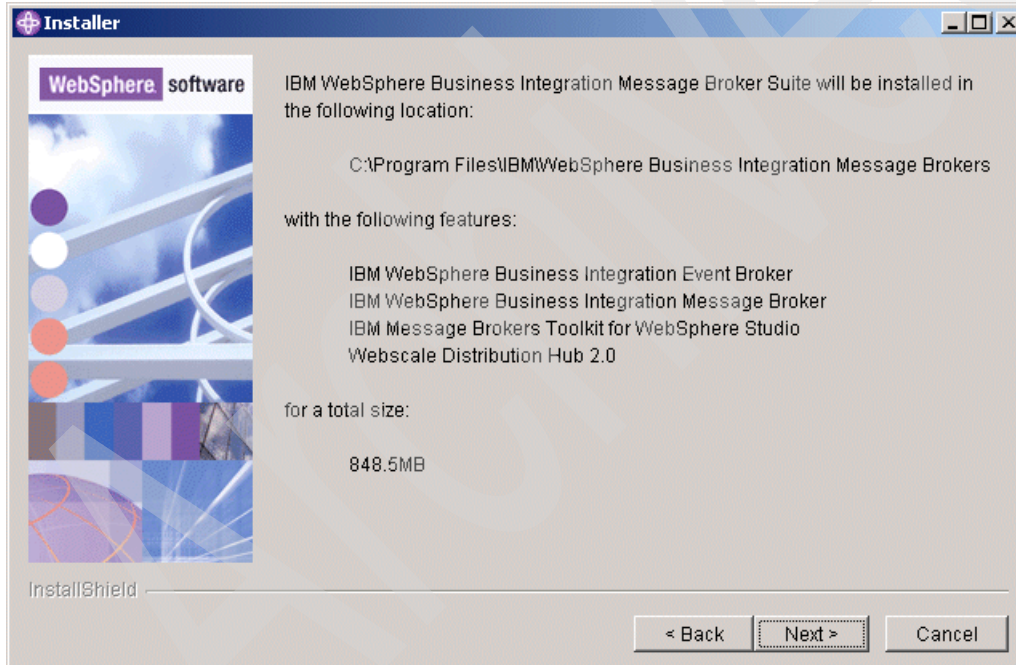 Installer
WebSphere software
IBM WebSphere Business Integration Message Broker Suite will be installed in
the following location:
C:\Program Files\IBM\WebSphere Business Integration Message Brokers
with the following features:
IBM WebSphere Business Integration Event Broker
IBM WebSphere Business Integration Message Broker
IBM Message Brokers Toolkit for WebSphere Studio
Webscale Distribution Hub 2.0
for a total size:
848.5MB
InstallShield
< Back Next > Cancel